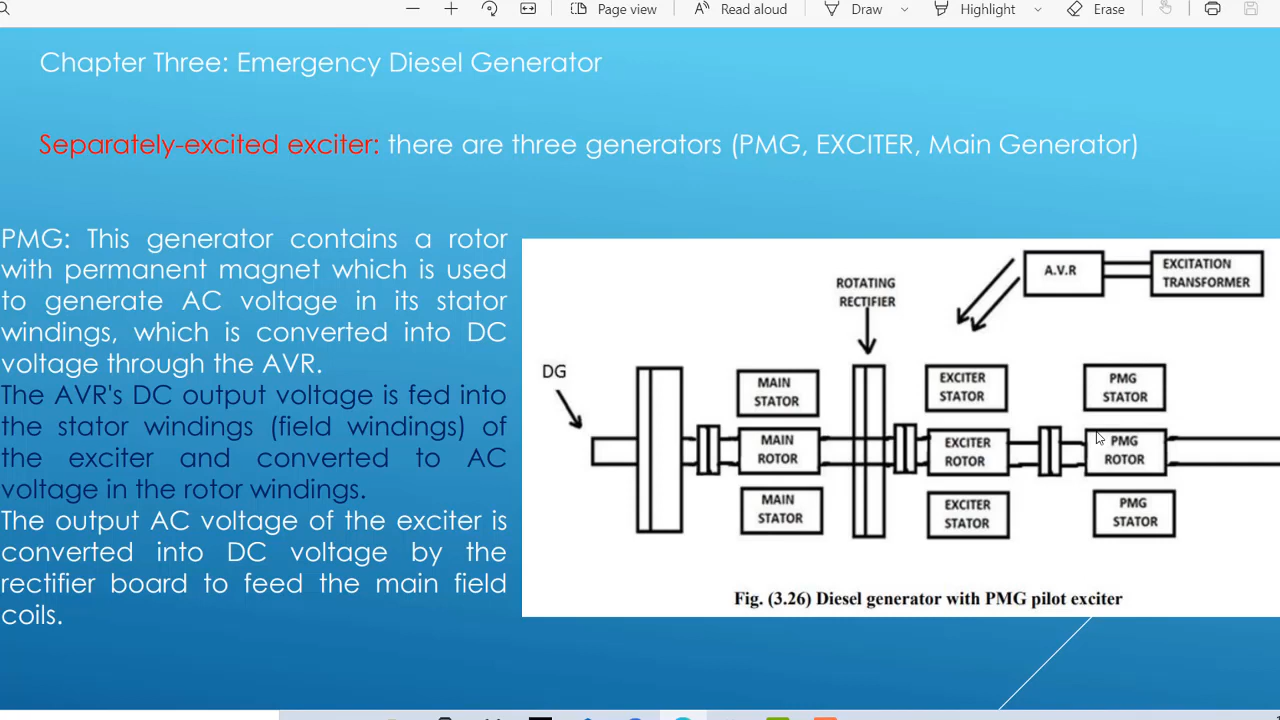 Page view
Read aloud
Draw
Highlight
Erase
Chapter Three: Emergency Diesel Generator
Separately-excited exciter: there are three generators (PMG, EXCITER, Main Generator)
PMG: This generator contains a rotor
with permanent magnet which is used
to generate AC voltage in its stator
windings, which is converted into DC
voltage through the AVR.
The AVR's DC output voltage is fed into
the stator windings (field windings) of
the exciter and converted to AC
voltage in the rotor windings.
The output AC voltage of the exciter is
converted into DC voltage by the
rectifier board to feed the main field
coils.
A.V.R
EXCITATION
TRANSFORMER
ROTATING
RECTIFIER
DG
MAIN
STATOR
EXCITER
STATOR
PMG
STATOR
MAIN
ROTOR
EXCITER
ROTOR
PMG
ROTOR
MAIN
STATOR
EXCITER
STATOR
PMG
STATOR
Fig. (3.26) Diesel generator with PMG pilot exciter